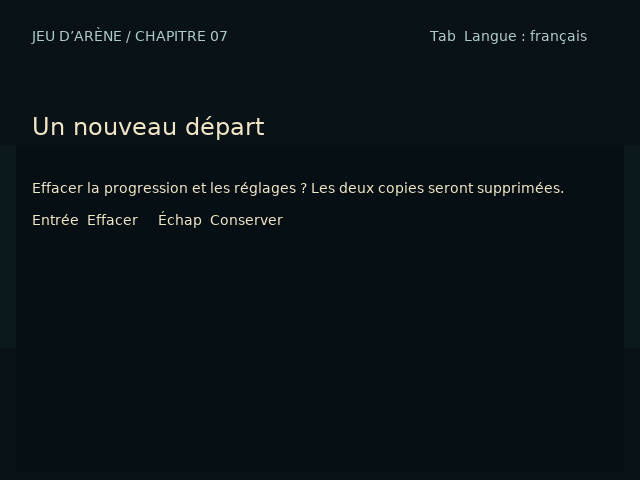 JEU D’ARÈNE / CHAPITRE 07
Tab  Langue : français
Un nouveau départ
Effacer la progression et les réglages ? Les deux copies seront supprimées.
Entrée  Effacer     Échap  Conserver